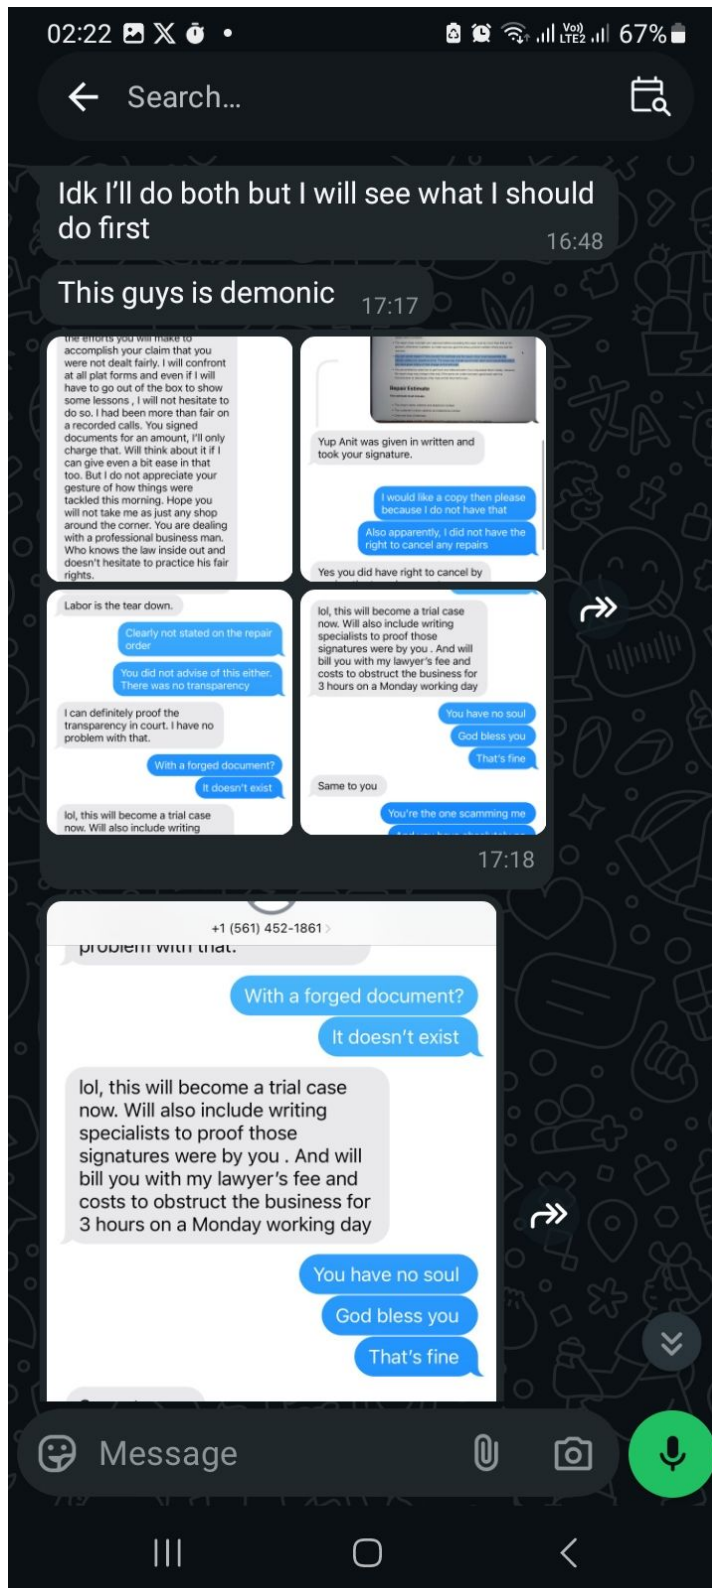 02:22
Vo))
LTE2
67%
Search...
Idk I'll do both but I will see what I should
do first
16:48
This guys is demonic
17:17
the efforts you will make to
accomplish your claim that you
were not dealt fairly. I will confront
at all plat forms and even if I will
have to go out of the box to show
some lessons , I will not hesitate to
do so. I had been more than fair on
a recorded calls. You signed
documents for an amount, I'll only
charge that. Will think about it if I
can give even a bit ease in that
too. But I do not appreciate your
gesture of how things were
tackled this morning. Hope you
will not take me as just any shop
around the corner. You are dealing
with a professional business man.
Who knows the law inside out and
doesn't hesitate to practice his fair
rights.
Repair Estimate
Yup Anit was given in written and
took your signature.
I would like a copy then please
because I do not have that
Also apparently, I did not have the
right to cancel any repairs
Yes you did have right to cancel by
Labor is the tear down.
Clearly not stated on the repair
order
You did not advise of this either.
There was no transparency
I can definitely proof the
transparency in court. I have no
problem with that.
With a forged document?
It doesn't exist
lol, this will become a trial case
now. Will also include writing
lol, this will become a trial case
now. Will also include writing
specialists to proof those
signatures were by you . And will
bill you with my lawyer's fee and
costs to obstruct the business for
3 hours on a Monday working day
You have no soul
God bless you
That's fine
Same to you
You're the one scamming me
17:18
+1 (561) 452-1861 >
problem with that.
With a forged document?
It doesn't exist
lol, this will become a trial case
now. Will also include writing
specialists to proof those
signatures were by you . And will
bill you with my lawyer's fee and
costs to obstruct the business for
3 hours on a Monday working day
You have no soul
God bless you
That's fine
Message